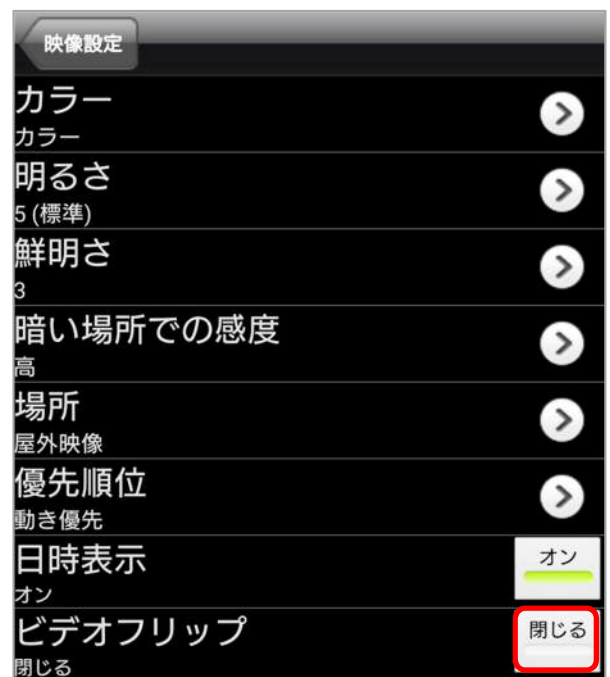 映像設定
カラー
カラー
明るさ
5 (標準)
鮮明さ
3
暗い場所での感度
高
場所
屋外映像
優先順位
動き優先
日時表示
オン
オン
ビデオフリップ
閉じる
閉じる